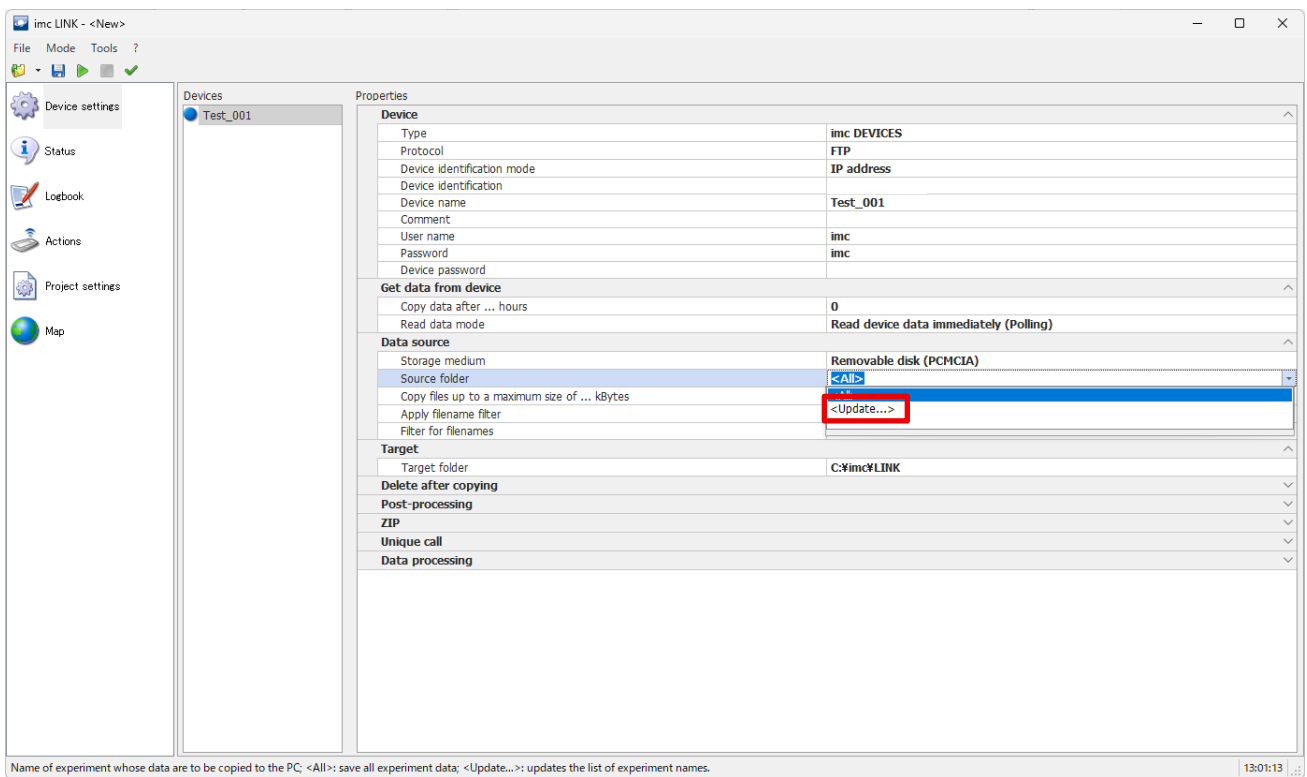 imc LINK - <New>
File Mode Tools ?
Device settings
Status
Logbook
Actions
Project settings
Map
Devices
Test_001
Properties
Device
Type imc DEVICES
Protocol FTP
Device identification mode IP address
Device identification
Device name Test_001
Comment
User name imc
Password imc
Device password
Get data from device
Copy data after ... hours 0
Read data mode Read device data immediately (Polling)
Data source
Storage medium Removable disk (PCMCIA)
Source folder <All>
Copy files up to a maximum size of ... kBytes
<Update...>
Apply filename filter
Filter for filenames
Target
Target folder C:¥imc¥LINK
Delete after copying
Post-processing
ZIP
Unique call
Data processing
Name of experiment whose data are to be copied to the PC; <All>: save all experiment data; <Update...>: updates the list of experiment names.
13:01:13